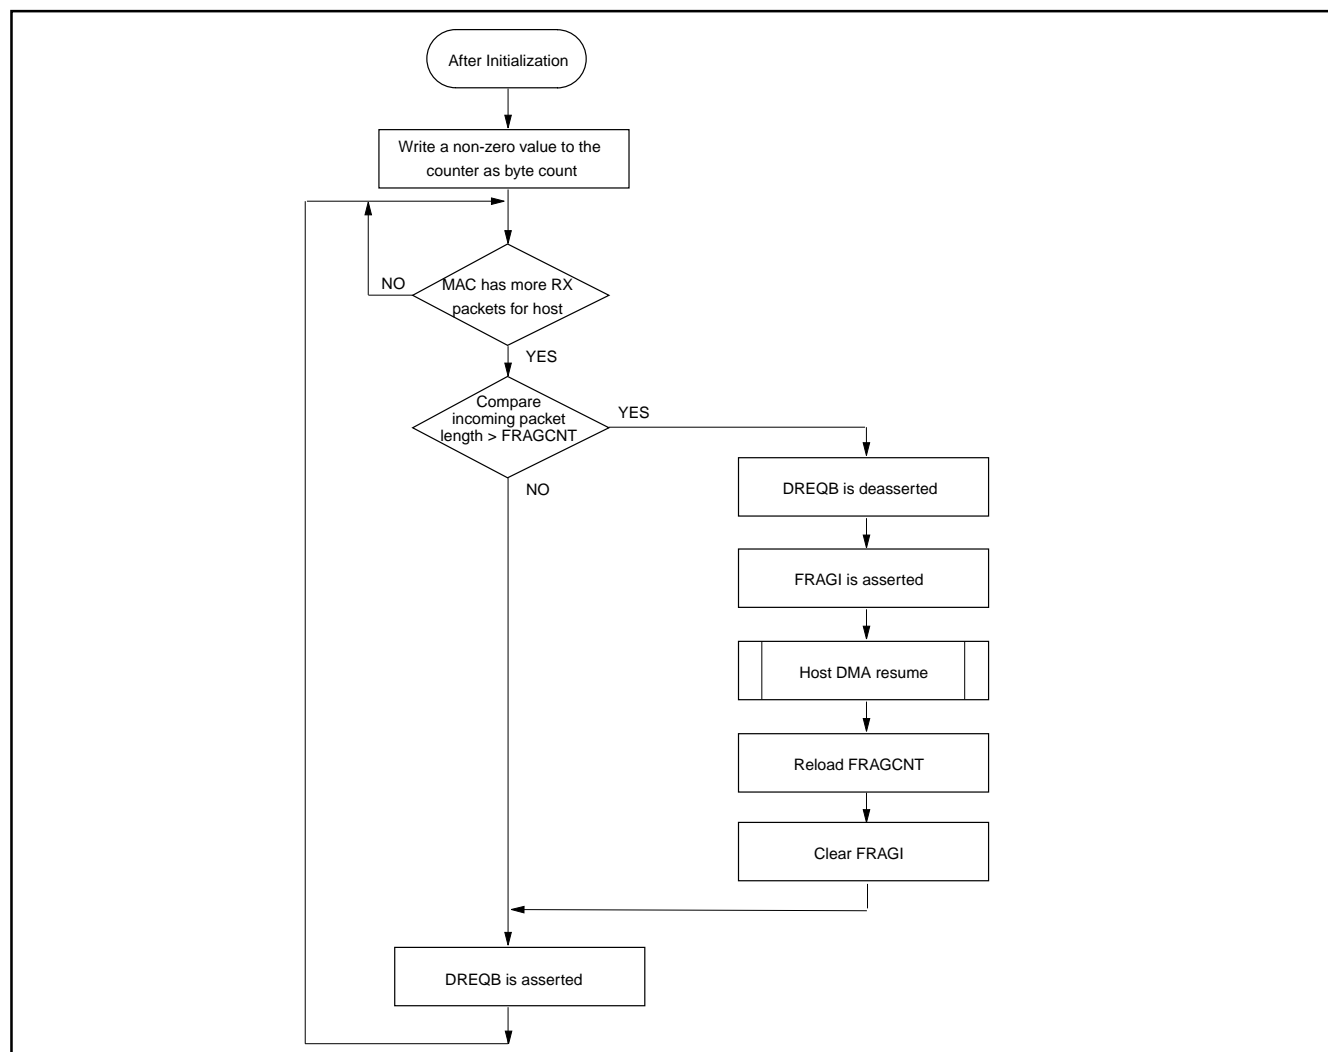 After Initialization
Write a non-zero value to the
counter as byte count
NO
MAC has more RX
packets for host
YES
Compare
incoming packet
length > FRAGCNT
YES
NO
DREQB is deasserted
FRAGI is asserted
Host DMA resume
Reload FRAGCNT
Clear FRAGI
DREQB is asserted